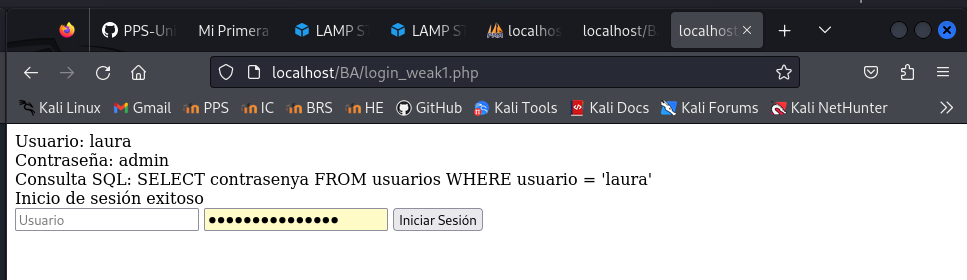 PPS-Uni
Mi Primera
LAMP ST
LAMP ST
localhos
localhost/B
localhost
localhost/BA/login_weak1.php
Kali Linux
Gmail
PPS
IC
BRS
HE
GitHub
Kali Tools
Kali Docs
Kali Forums
Kali NetHunter
Usuario: laura
Contraseña: admin
Consulta SQL: SELECT contrasenya FROM usuarios WHERE usuario = 'laura'
Inicio de sesión exitoso
Usuario
Iniciar Sesión